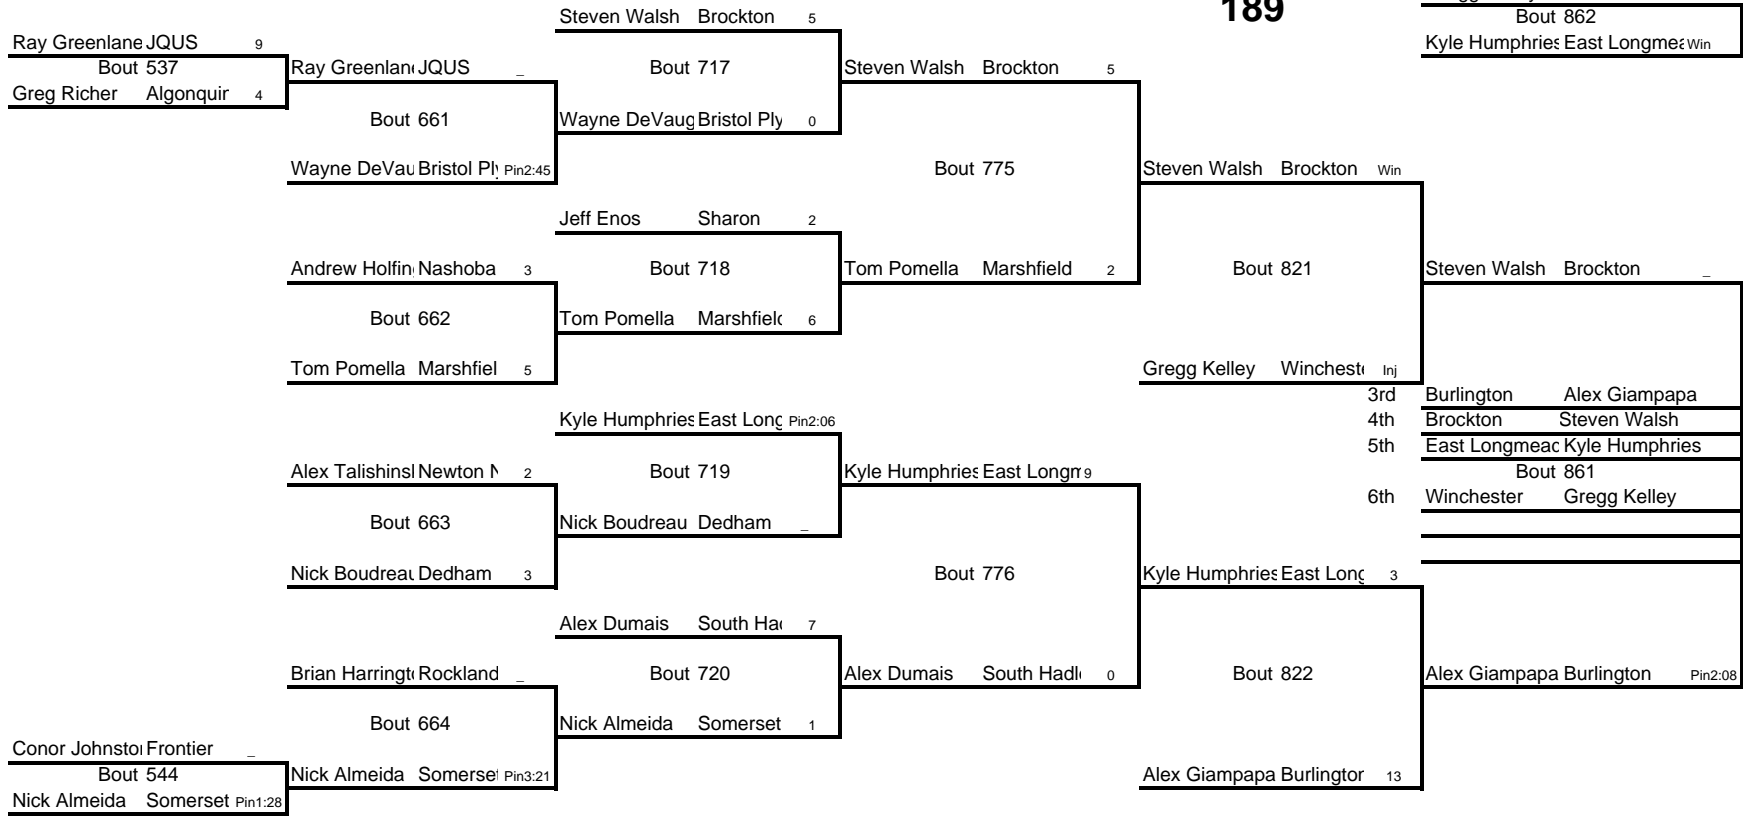 Steven Walsh Brockton 5
189
Bout 862
Ray Greenlane JQUS 9
Kyle Humphries East Longmea Win
Bout 537
Ray Greenlan JQUS _
Bout 717
Steven Walsh Brockton 5
Greg Richer Algonquin 4
Bout 661
Wayne DeVaug Bristol Ply 0
Wayne DeVau Bristol Ply Pin2:45
Bout 775
Steven Walsh Brockton Win
Jeff Enos Sharon 2
Andrew Holfin Nashoba 3
Bout 718
Tom Pomella Marshfield 2
Bout 821
Steven Walsh Brockton _
Bout 662
Tom Pomella Marshfield 6
Tom Pomella Marshfiel 5
Gregg Kelley Winchest Inj
3rd Burlington Alex Giampapa
4th Brockton Steven Walsh
Kyle Humphries East Long Pin2:06
5th East Longmead Kyle Humphries
Alex Talishinsl Newton N 2
Bout 719
Kyle Humphries East Longm 9
Bout 861
6th Winchester Gregg Kelley
Bout 663
Nick Boudreau Dedham _
Nick Boudreau Dedham 3
Bout 776
Kyle Humphries East Long 3
Alex Dumais South Had 7
Brian Harringt Rockland _
Bout 720
Alex Dumais South Hadl 0
Bout 822
Alex Giampapa Burlington Pin2:08
Bout 664
Nick Almeida Somerset 1
Conor Johnston Frontier _
Bout 544
Nick Almeida Somerset Pin3:21
Alex Giampapa Burlington 13
Nick Almeida Somerset Pin1:28